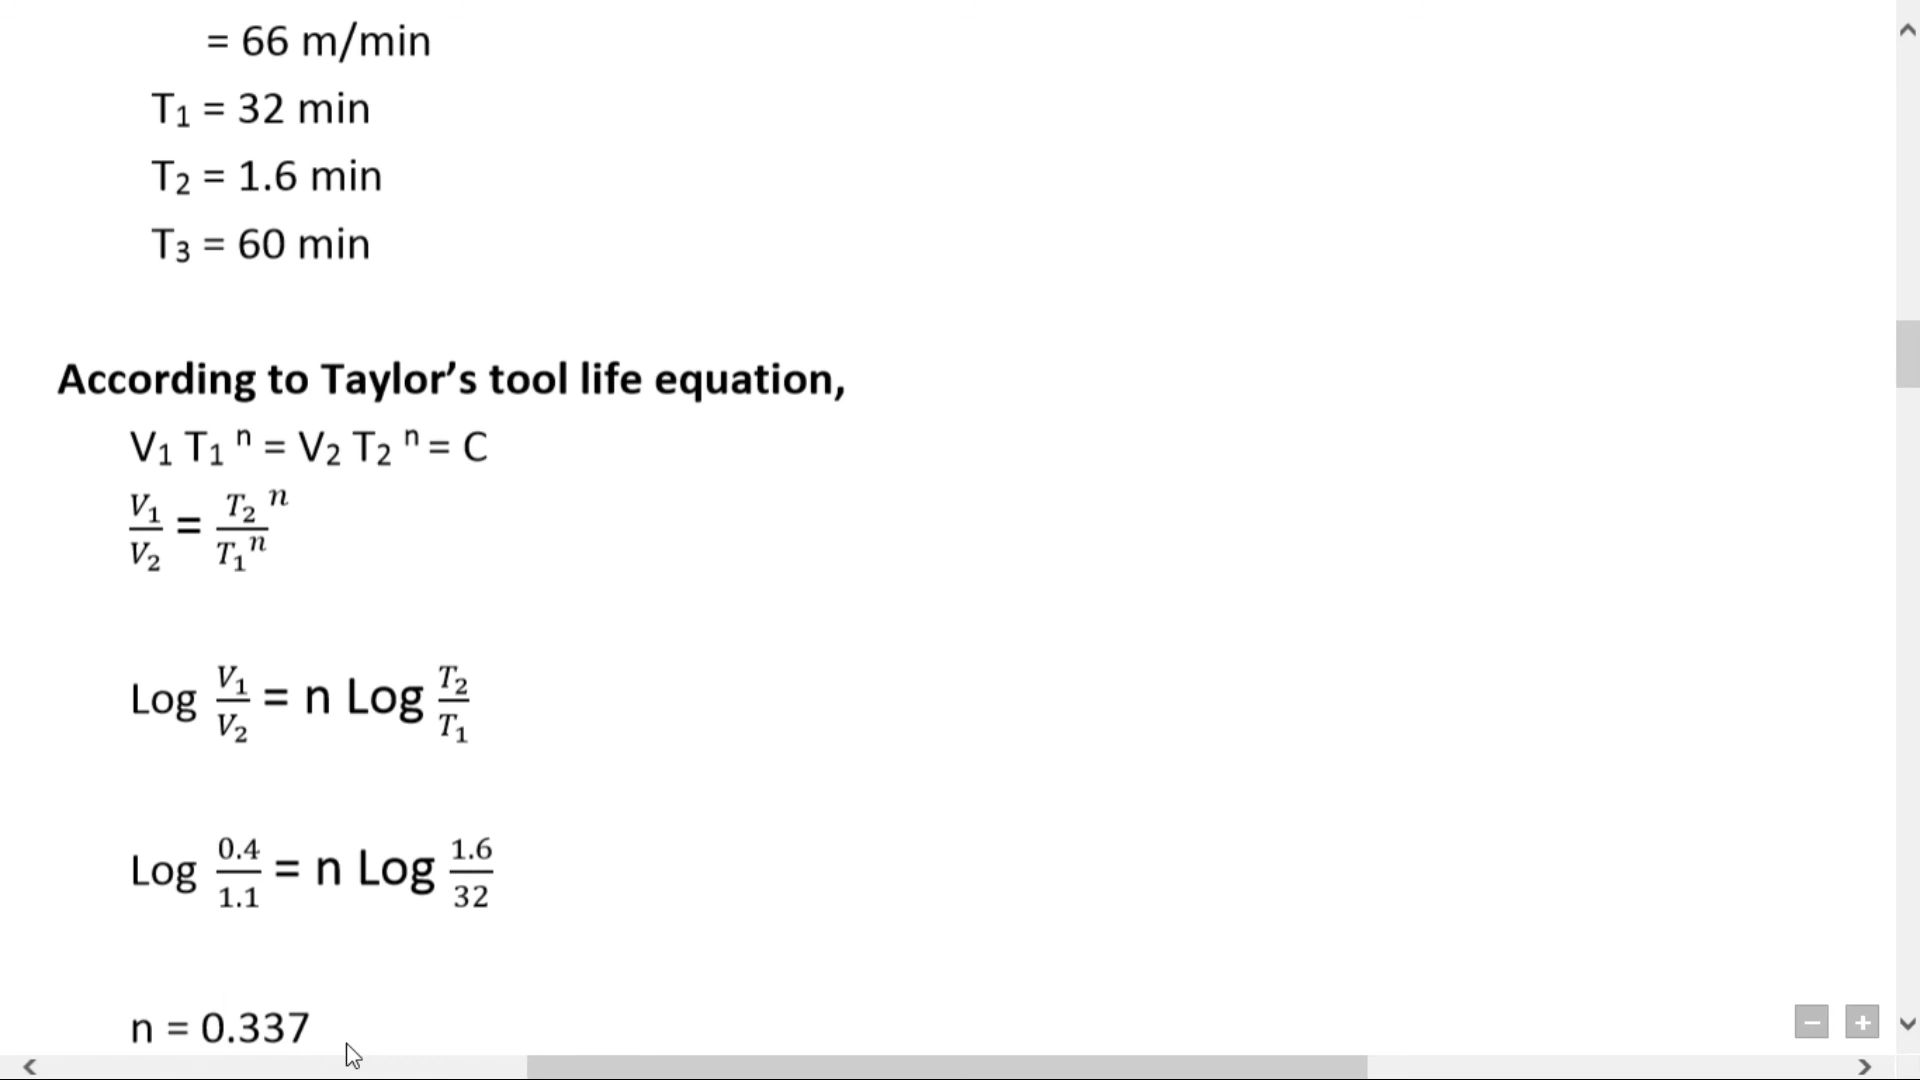 = 66 m/min
T₁ = 32 min
T₂ = 1.6 min
T₃ = 60 min
According to Taylor’s tool life equation,
V₁ T₁ ⁿ = V₂ T₂ ⁿ = C
V₁/V₂ = T₂ ⁿ/T₁ⁿ
Log V₁/V₂ = n Log T₂/T₁
Log 0.4/1.1 = n Log 1.6/32
n = 0.337